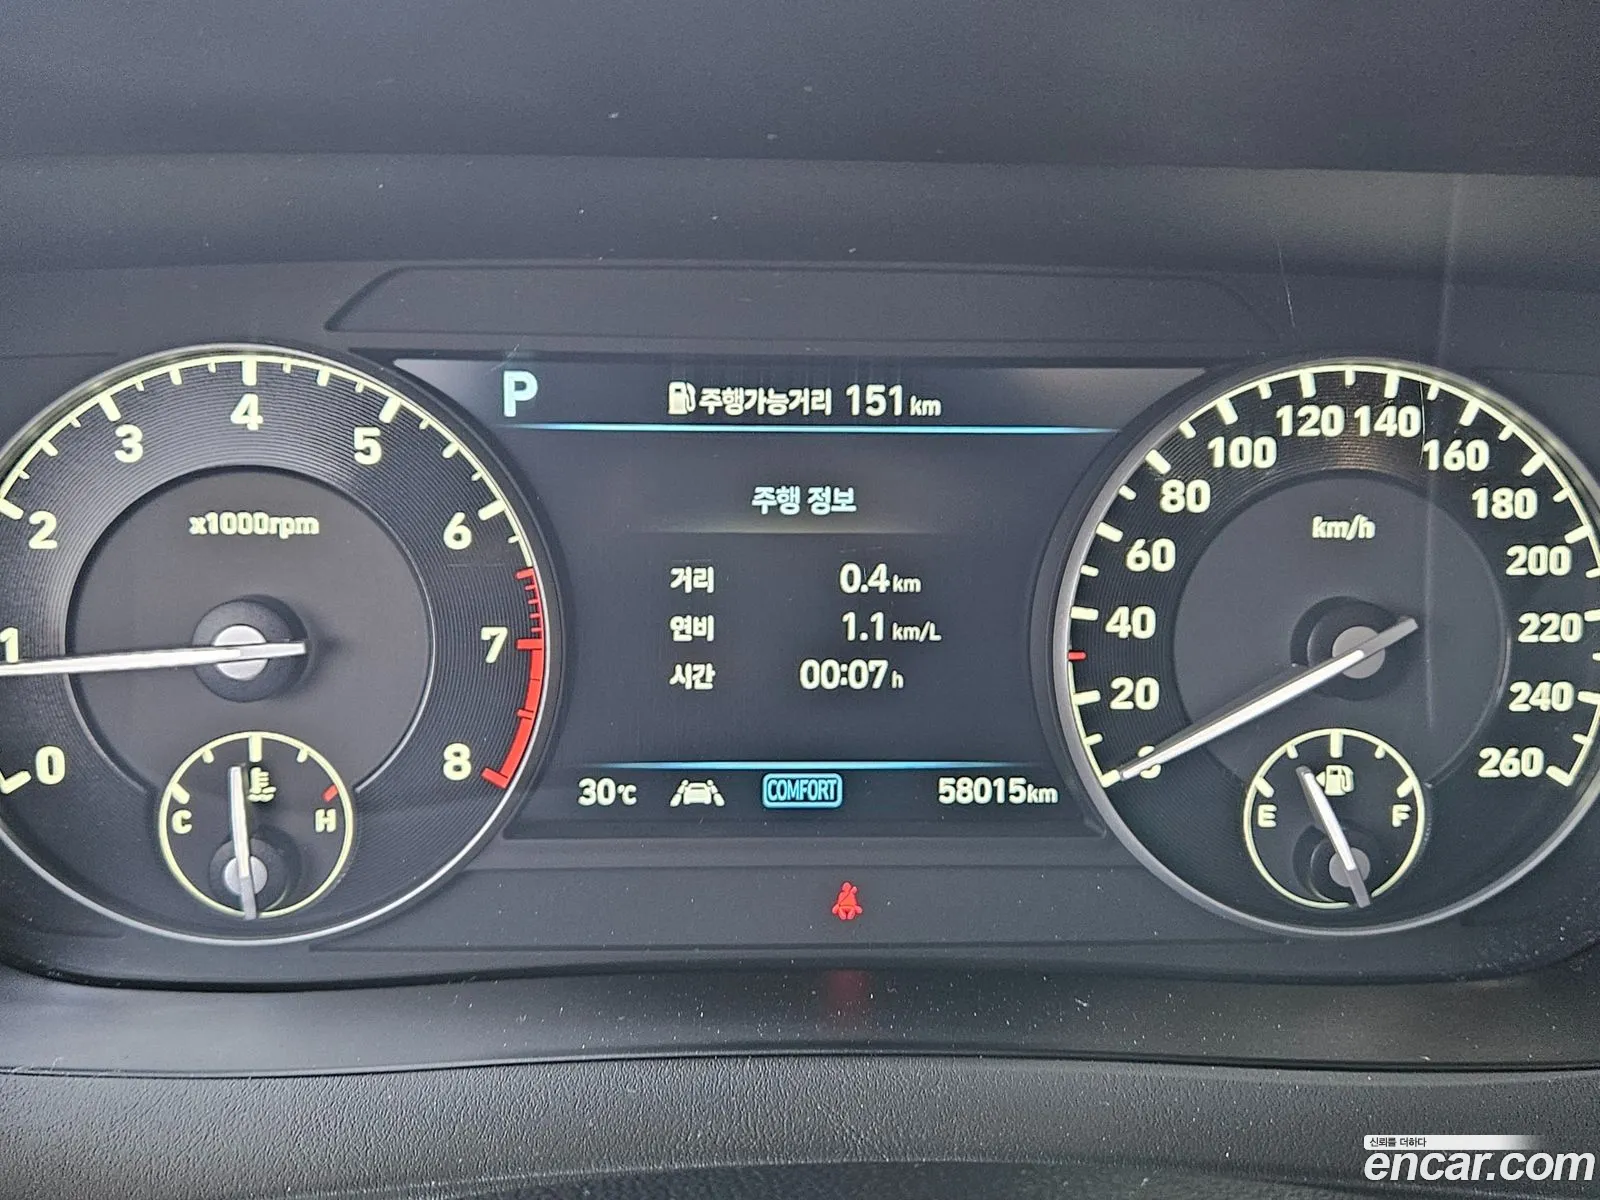 P
주행가능거리 151 km
0 1 2 3 4 5 6 7 8
x1000rpm
C H
주행 정보
거리 0.4 km
연비 1.1 km/L
시간 00:07 h
30℃ COMFORT 58015km
20 40 60 80 100 120 140 160 180 200 220 240 260
km/h
E F
신뢰를 더하다
encar.com